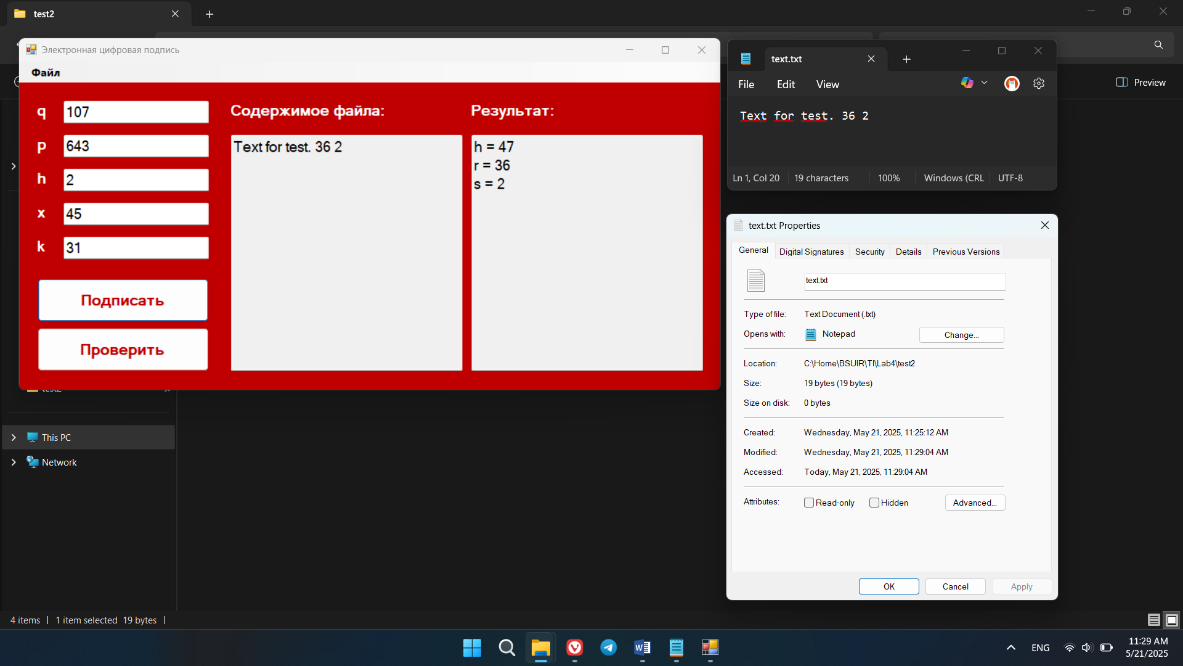 test2
Preview
Электронная цифровая подпись
Файл
q
107
p
643
h
2
x
45
k
31
Подписать
Проверить
Содержимое файла:
Text for test. 36 2
Результат:
h = 47
r = 36
s = 2
text.txt
File
Edit
View
Text for test. 36 2
Ln 1, Col 20
19 characters
100%
Windows (CRL
UTF-8
text.txt Properties
General
Digital Signatures
Security
Details
Previous Versions
text.txt
Type of file:
Text Document (.txt)
Opens with:
Notepad
Change...
Location:
C:\Home\BSUIR\TI\Lab4\test2
Size:
19 bytes (19 bytes)
Size on disk:
0 bytes
Created:
Wednesday, May 21, 2025, 11:25:12 AM
Modified:
Wednesday, May 21, 2025, 11:29:04 AM
Accessed:
Today, May 21, 2025, 11:29:04 AM
Attributes:
Read-only
Hidden
Advanced...
OK
Cancel
Apply
This PC
Network
4 items
1 item selected
19 bytes
ENG
11:29 AM
5/21/2025